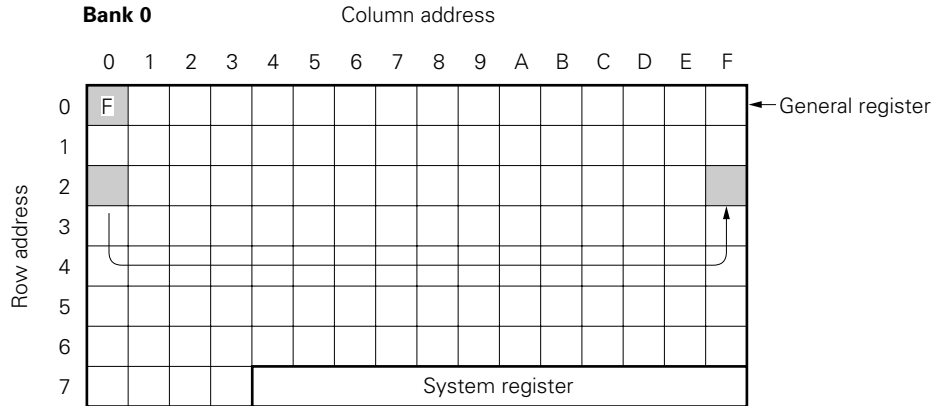 Bank 0 Column address
0 1 2 3 4 5 6 7 8 9 A B C D E F
0 F General register
1
2
3
4
5
6
7 System register
Row address